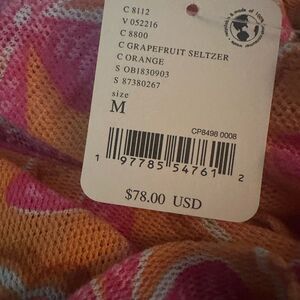 C 8112
V 052216
C 8800
C GRAPEFRUIT SELTZER
C ORANGE
S OB1830903
S 87380267
size
M
CP8498 0008
1 97785 54761 2
$78.00 USD